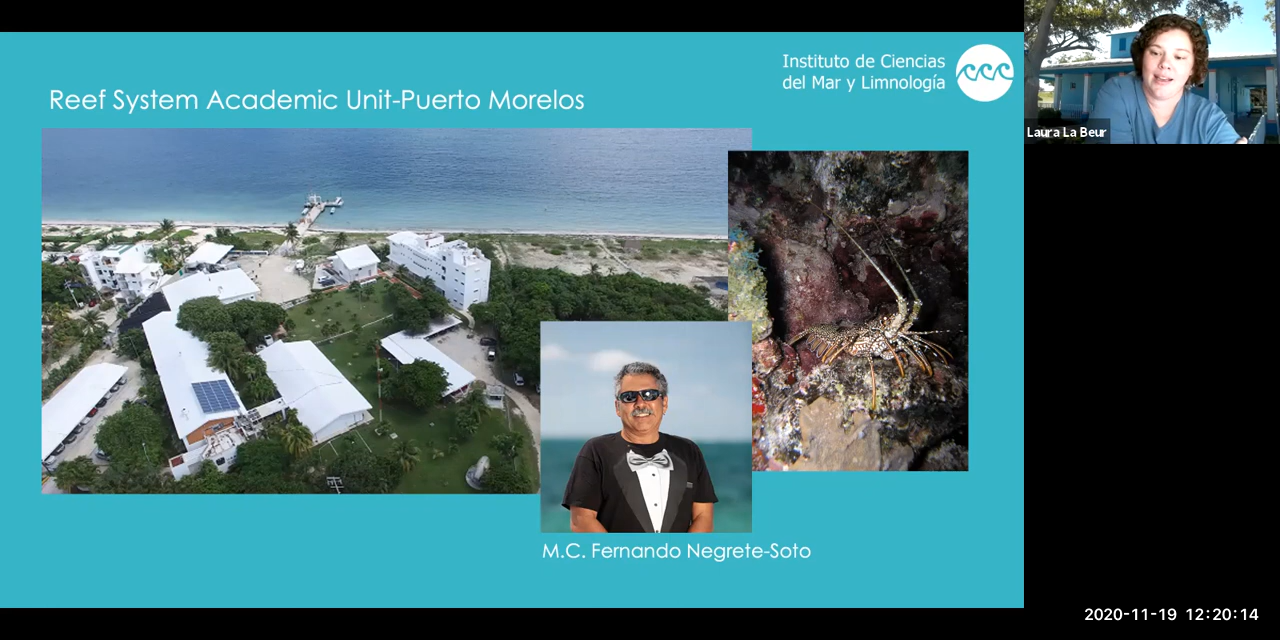 Instituto de Ciencias
del Mar y Limnología
Reef System Academic Unit-Puerto Morelos
Laura La Beur
M.C. Fernando Negrete-Soto
2020-11-19 12:20:14